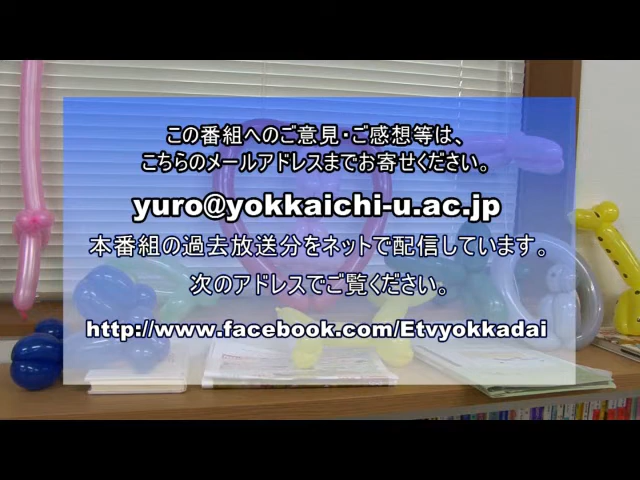 この番組へのご意見・ご感想等は、
こちらのメールアドレスまでお寄せください。
yuro@yokkaichi-u.ac.jp
本番組の過去放送分をネットで配信しています。
次のアドレスでご覧ください。
http://www.facebook.com/Etvyokkadai